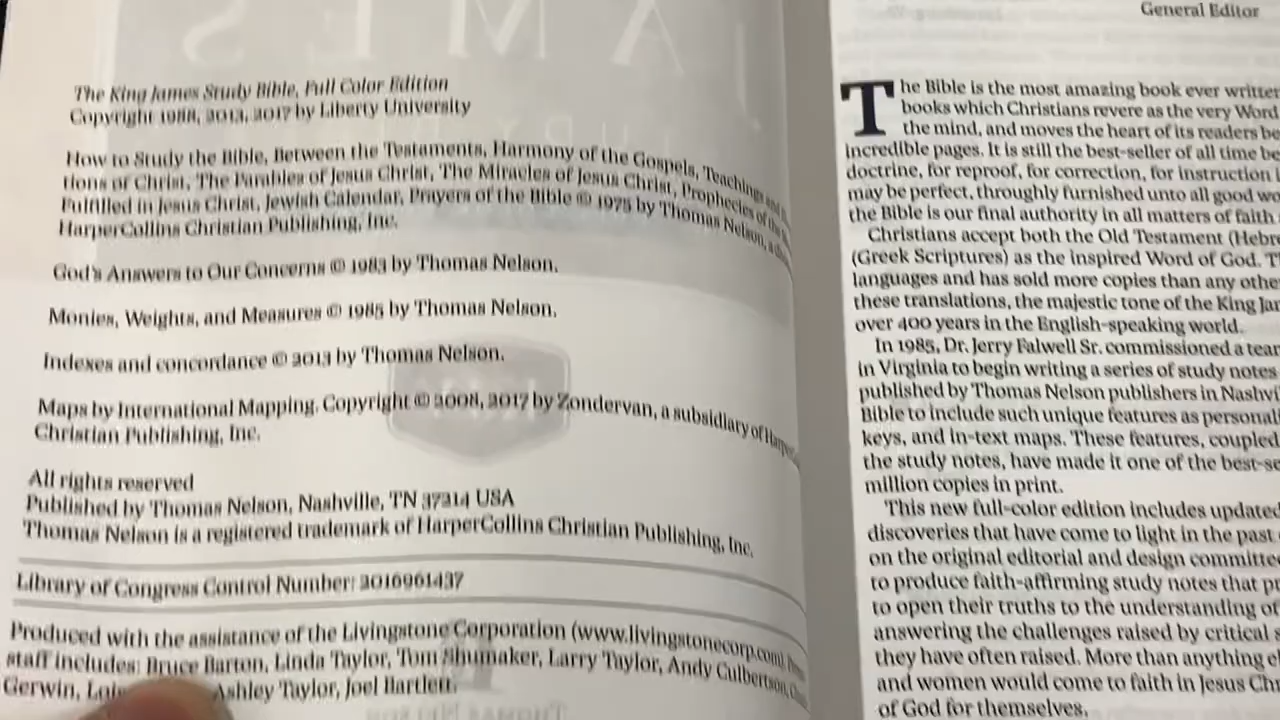 The King James Study Bible, Full Color Edition
Copyright 1988, 2013, 2017 by Liberty University
How to Study the Bible, Between the Testaments, Harmony of the Gospels, Teachings and
tions of Christ, The Parables of Jesus Christ, The Miracles of Jesus Christ, Prophecies of the
Fulfilled in Jesus Christ, Jewish Calendar, Prayers of the Bible © 1975 by Thomas Nelson, a
HarperCollins Christian Publishing, Inc.
God's Answers to Our Concerns © 1983 by Thomas Nelson.
Monies, Weights, and Measures © 1985 by Thomas Nelson.
Indexes and concordance © 2013 by Thomas Nelson.
Maps by International Mapping. Copyright © 2008, 2017 by Zondervan, a subsidiary of
Christian Publishing, Inc.
All rights reserved
Published by Thomas Nelson, Nashville, TN 37214 USA
Thomas Nelson is a registered trademark of HarperCollins Christian Publishing, Inc.
Library of Congress Control Number: 2016961437
Produced with the assistance of the Livingstone Corporation (www.livingstonecorp.com).
staff includes: Bruce Barton, Linda Taylor, Tom Shumaker, Larry Taylor, Andy Culbertson,
Gerwin, Ashley Taylor, Joel Bartlett.
General Editor
The Bible is the most amazing book ever written
books which Christians revere as the very Word
the mind, and moves the heart of its readers be
incredible pages. It is still the best-seller of all time be
doctrine, for reproof, for correction, for instruction i
may be perfect, throughly furnished unto all good wo
the Bible is our final authority in all matters of faith
Christians accept both the Old Testament (Hebre
(Greek Scriptures) as the inspired Word of God. T
languages and has sold more copies than any othe
these translations, the majestic tone of the King Jam
over 400 years in the English-speaking world.
In 1985, Dr. Jerry Falwell Sr. commissioned a team
in Virginia to begin writing a series of study notes
published by Thomas Nelson publishers in Nashvi
Bible to include such unique features as personal
keys, and in-text maps. These features, coupled
the study notes, have made it one of the best-se
million copies in print.
This new full-color edition includes updated
discoveries that have come to light in the past
on the original editorial and design committe
to produce faith-affirming study notes that pr
to open their truths to the understanding of
answering the challenges raised by critical s
they have often raised. More than anything el
and women would come to faith in Jesus Chr
of God for themselves.